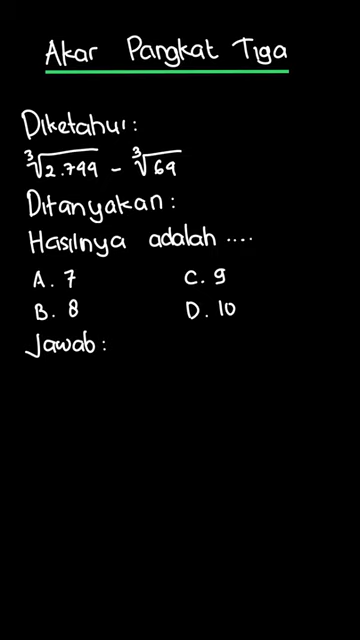 Akar Pangkat Tiga
Diketahui:
∛2.799 - ∛69
Ditanyakan:
Hasilnya adalah ....
A. 7 C. 9
B. 8 D. 10
Jawab: